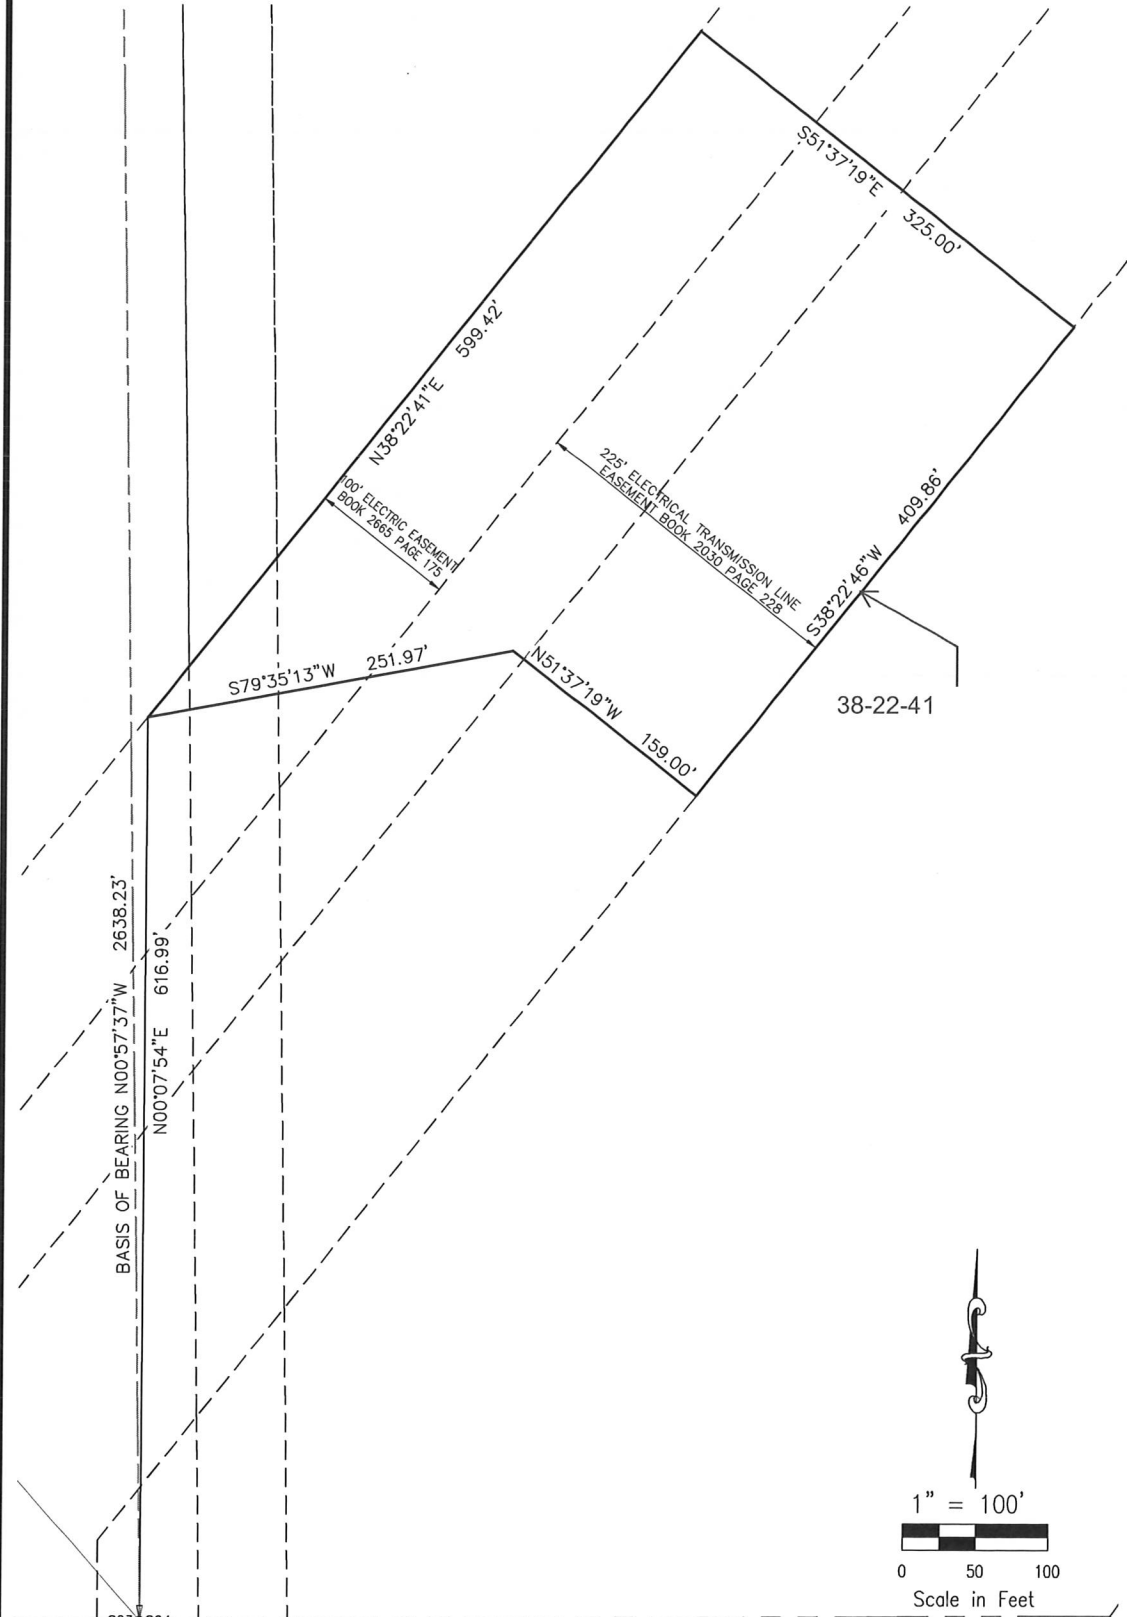 S51°37'19"E 325.00'
N38°22'41"E 599.42'
225' ELECTRICAL TRANSMISSION LINE
EASEMENT BOOK 2030 PAGE 228
100' ELECTRIC EASEMENT
BOOK 2665 PAGE 175
S38°22'46"W 409.86'
S79°35'13"W 251.97'
N51°37'19"W 159.00'
38-22-41
BASIS OF BEARING N00°57'37"W 2638.23'
N00°07'54"E 616.99'
1" = 100'
0 50 100
Scale in Feet